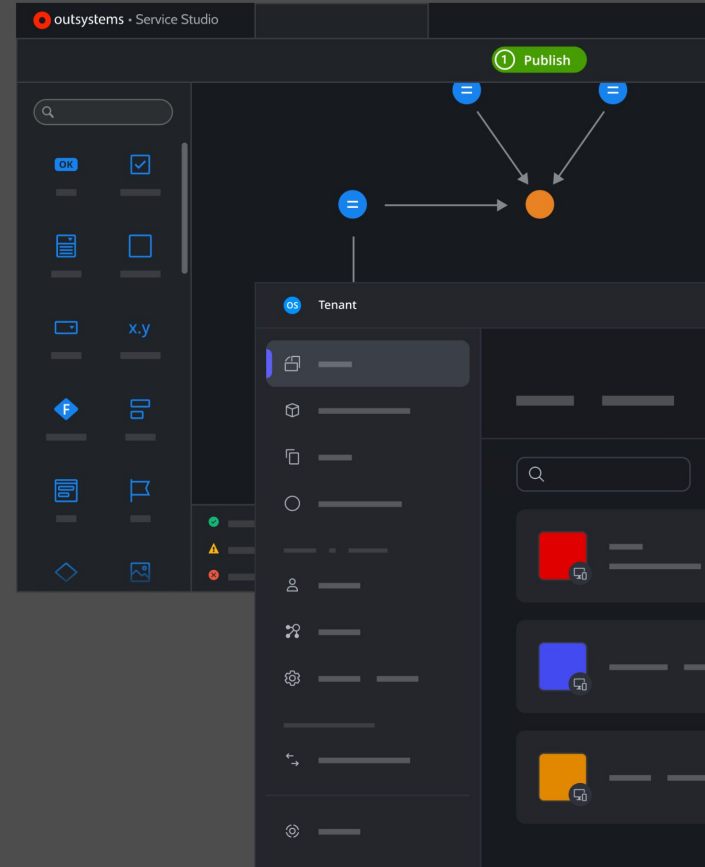 outsystems • Service Studio
1 Publish
OK
x.y
F
OS Tenant